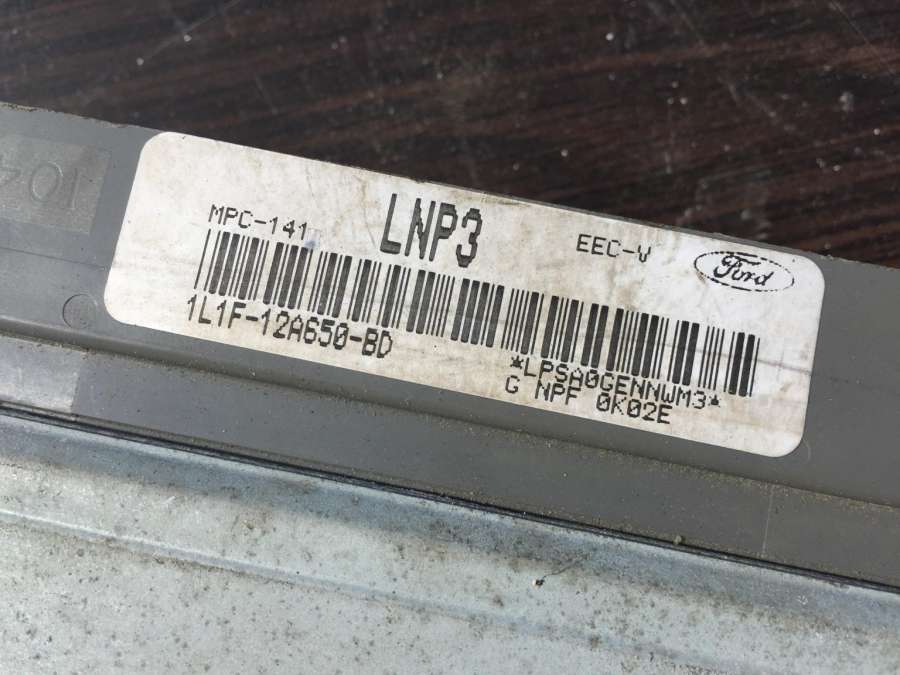 LNP3
MPC-141
EEC-V
Ford
1L1F-12A650-BD
*LPSA0GENNWM3*
G NPF 0K02E